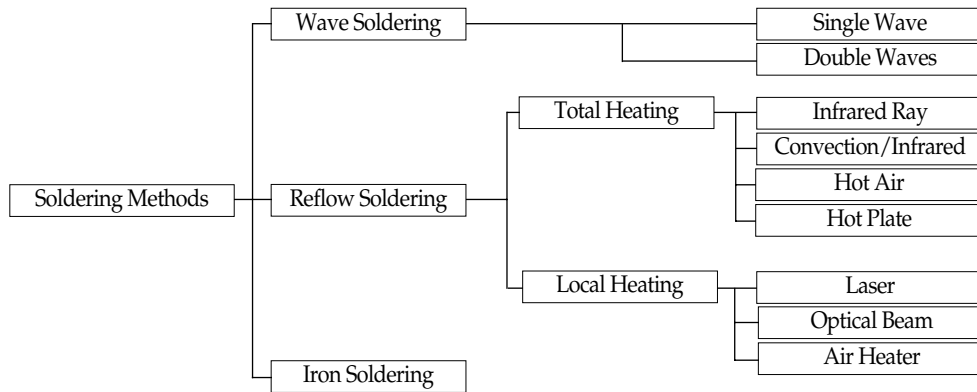 Wave Soldering
Single Wave
Double Waves
Total Heating
Infrared Ray
Convection/Infrared
Soldering Methods
Reflow Soldering
Hot Air
Hot Plate
Local Heating
Laser
Optical Beam
Air Heater
Iron Soldering